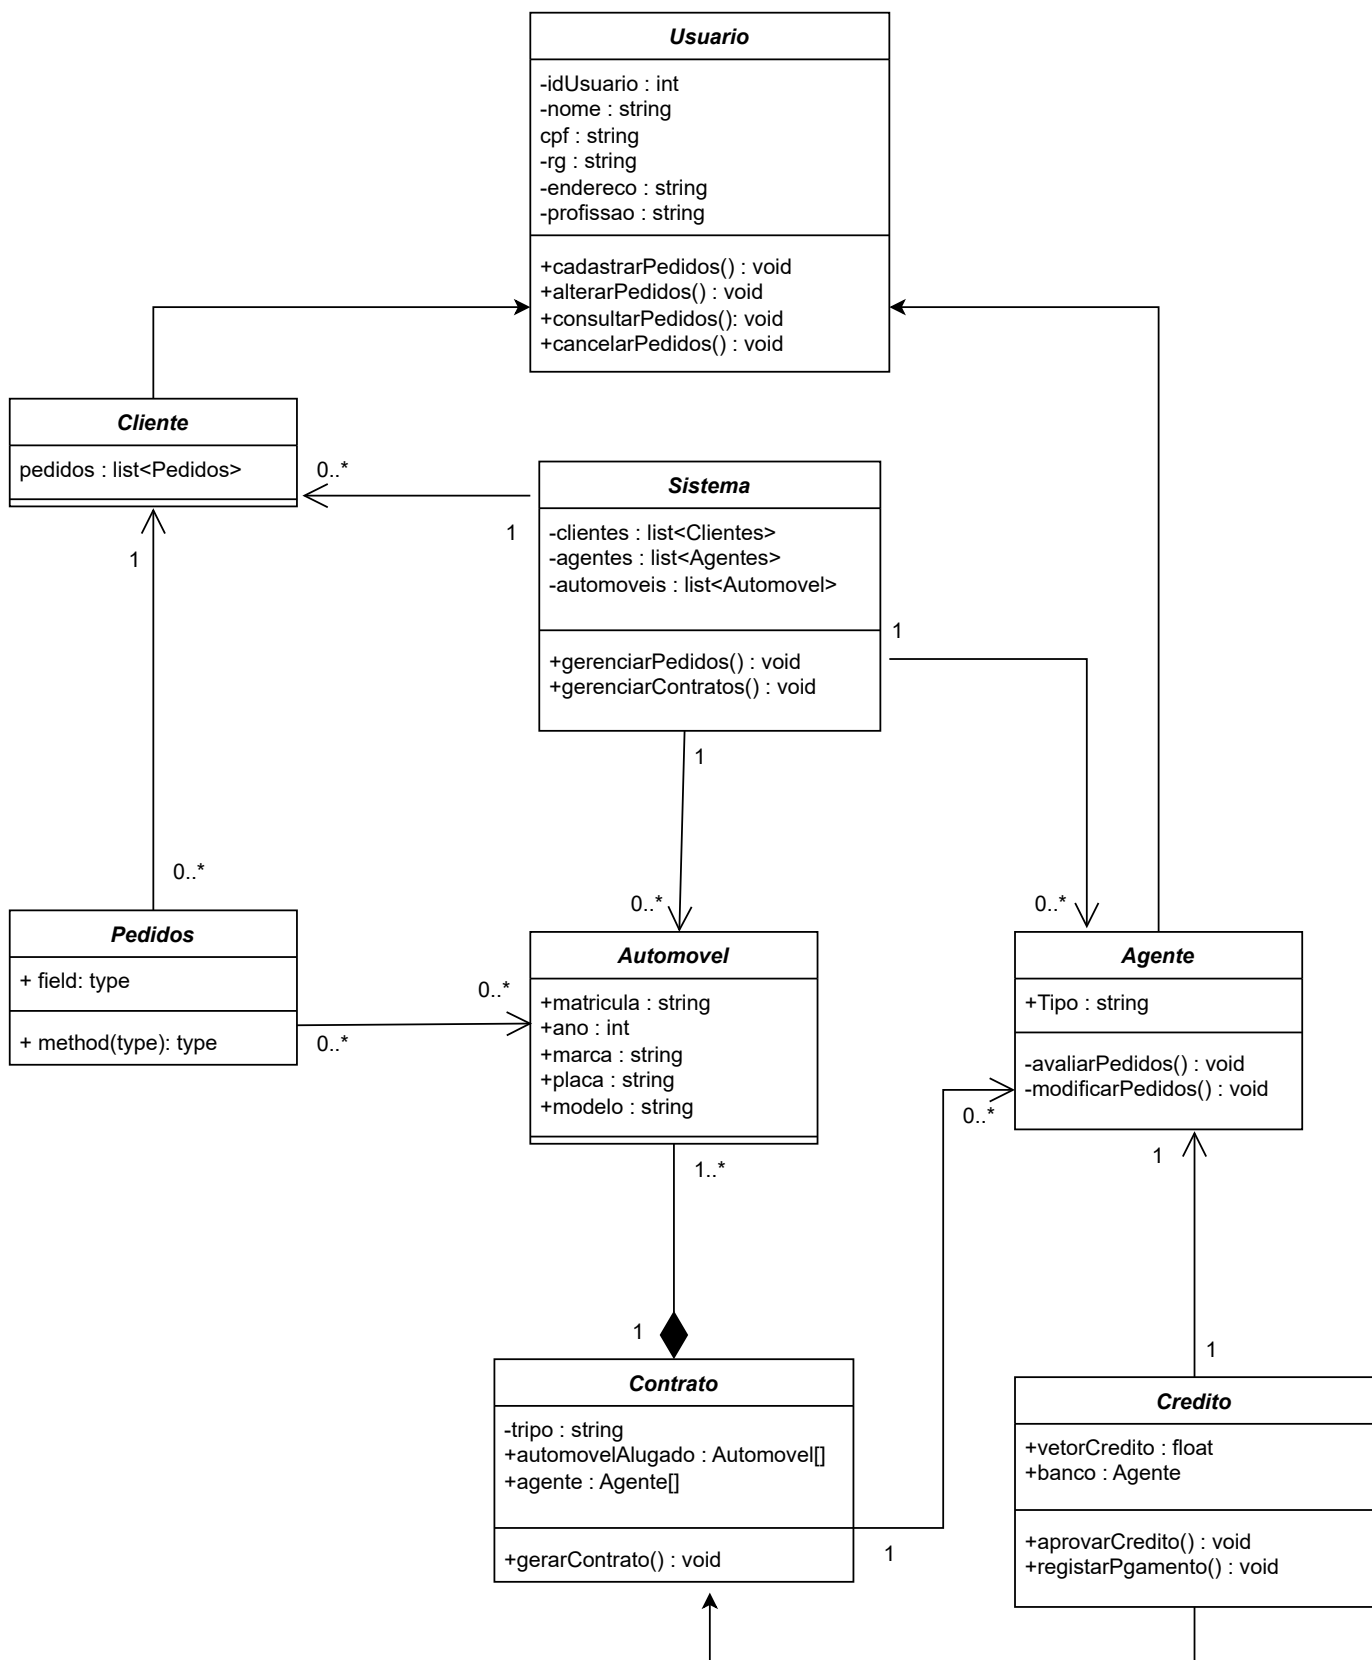 Usuario
-idUsuario : int
-nome : string
cpf : string
-rg : string
-endereco : string
-profissao : string
+cadastrarPedidos() : void
+alterarPedidos() : void
+consultarPedidos(): void
+cancelarPedidos() : void
Cliente
pedidos : list<Pedidos>
0..*
1
1
Sistema
-clientes : list<Clientes>
-agentes : list<Agentes>
-automoveis : list<Automovel>
+gerenciarPedidos() : void
+gerenciarContratos() : void
1
1
0..*
0..*
0..*
Pedidos
+ field: type
+ method(type): type
0..*
0..*
Automovel
+matricula : string
+ano : int
+marca : string
+placa : string
+modelo : string
Agente
+Tipo : string
-avaliarPedidos() : void
-modificarPedidos() : void
0..*
1
1..*
1
1
Contrato
-tripo : string
+automovelAlugado : Automovel[]
+agente : Agente[]
+gerarContrato() : void
1
Credito
+vetorCredito : float
+banco : Agente
+aprovarCredito() : void
+registarPgamento() : void